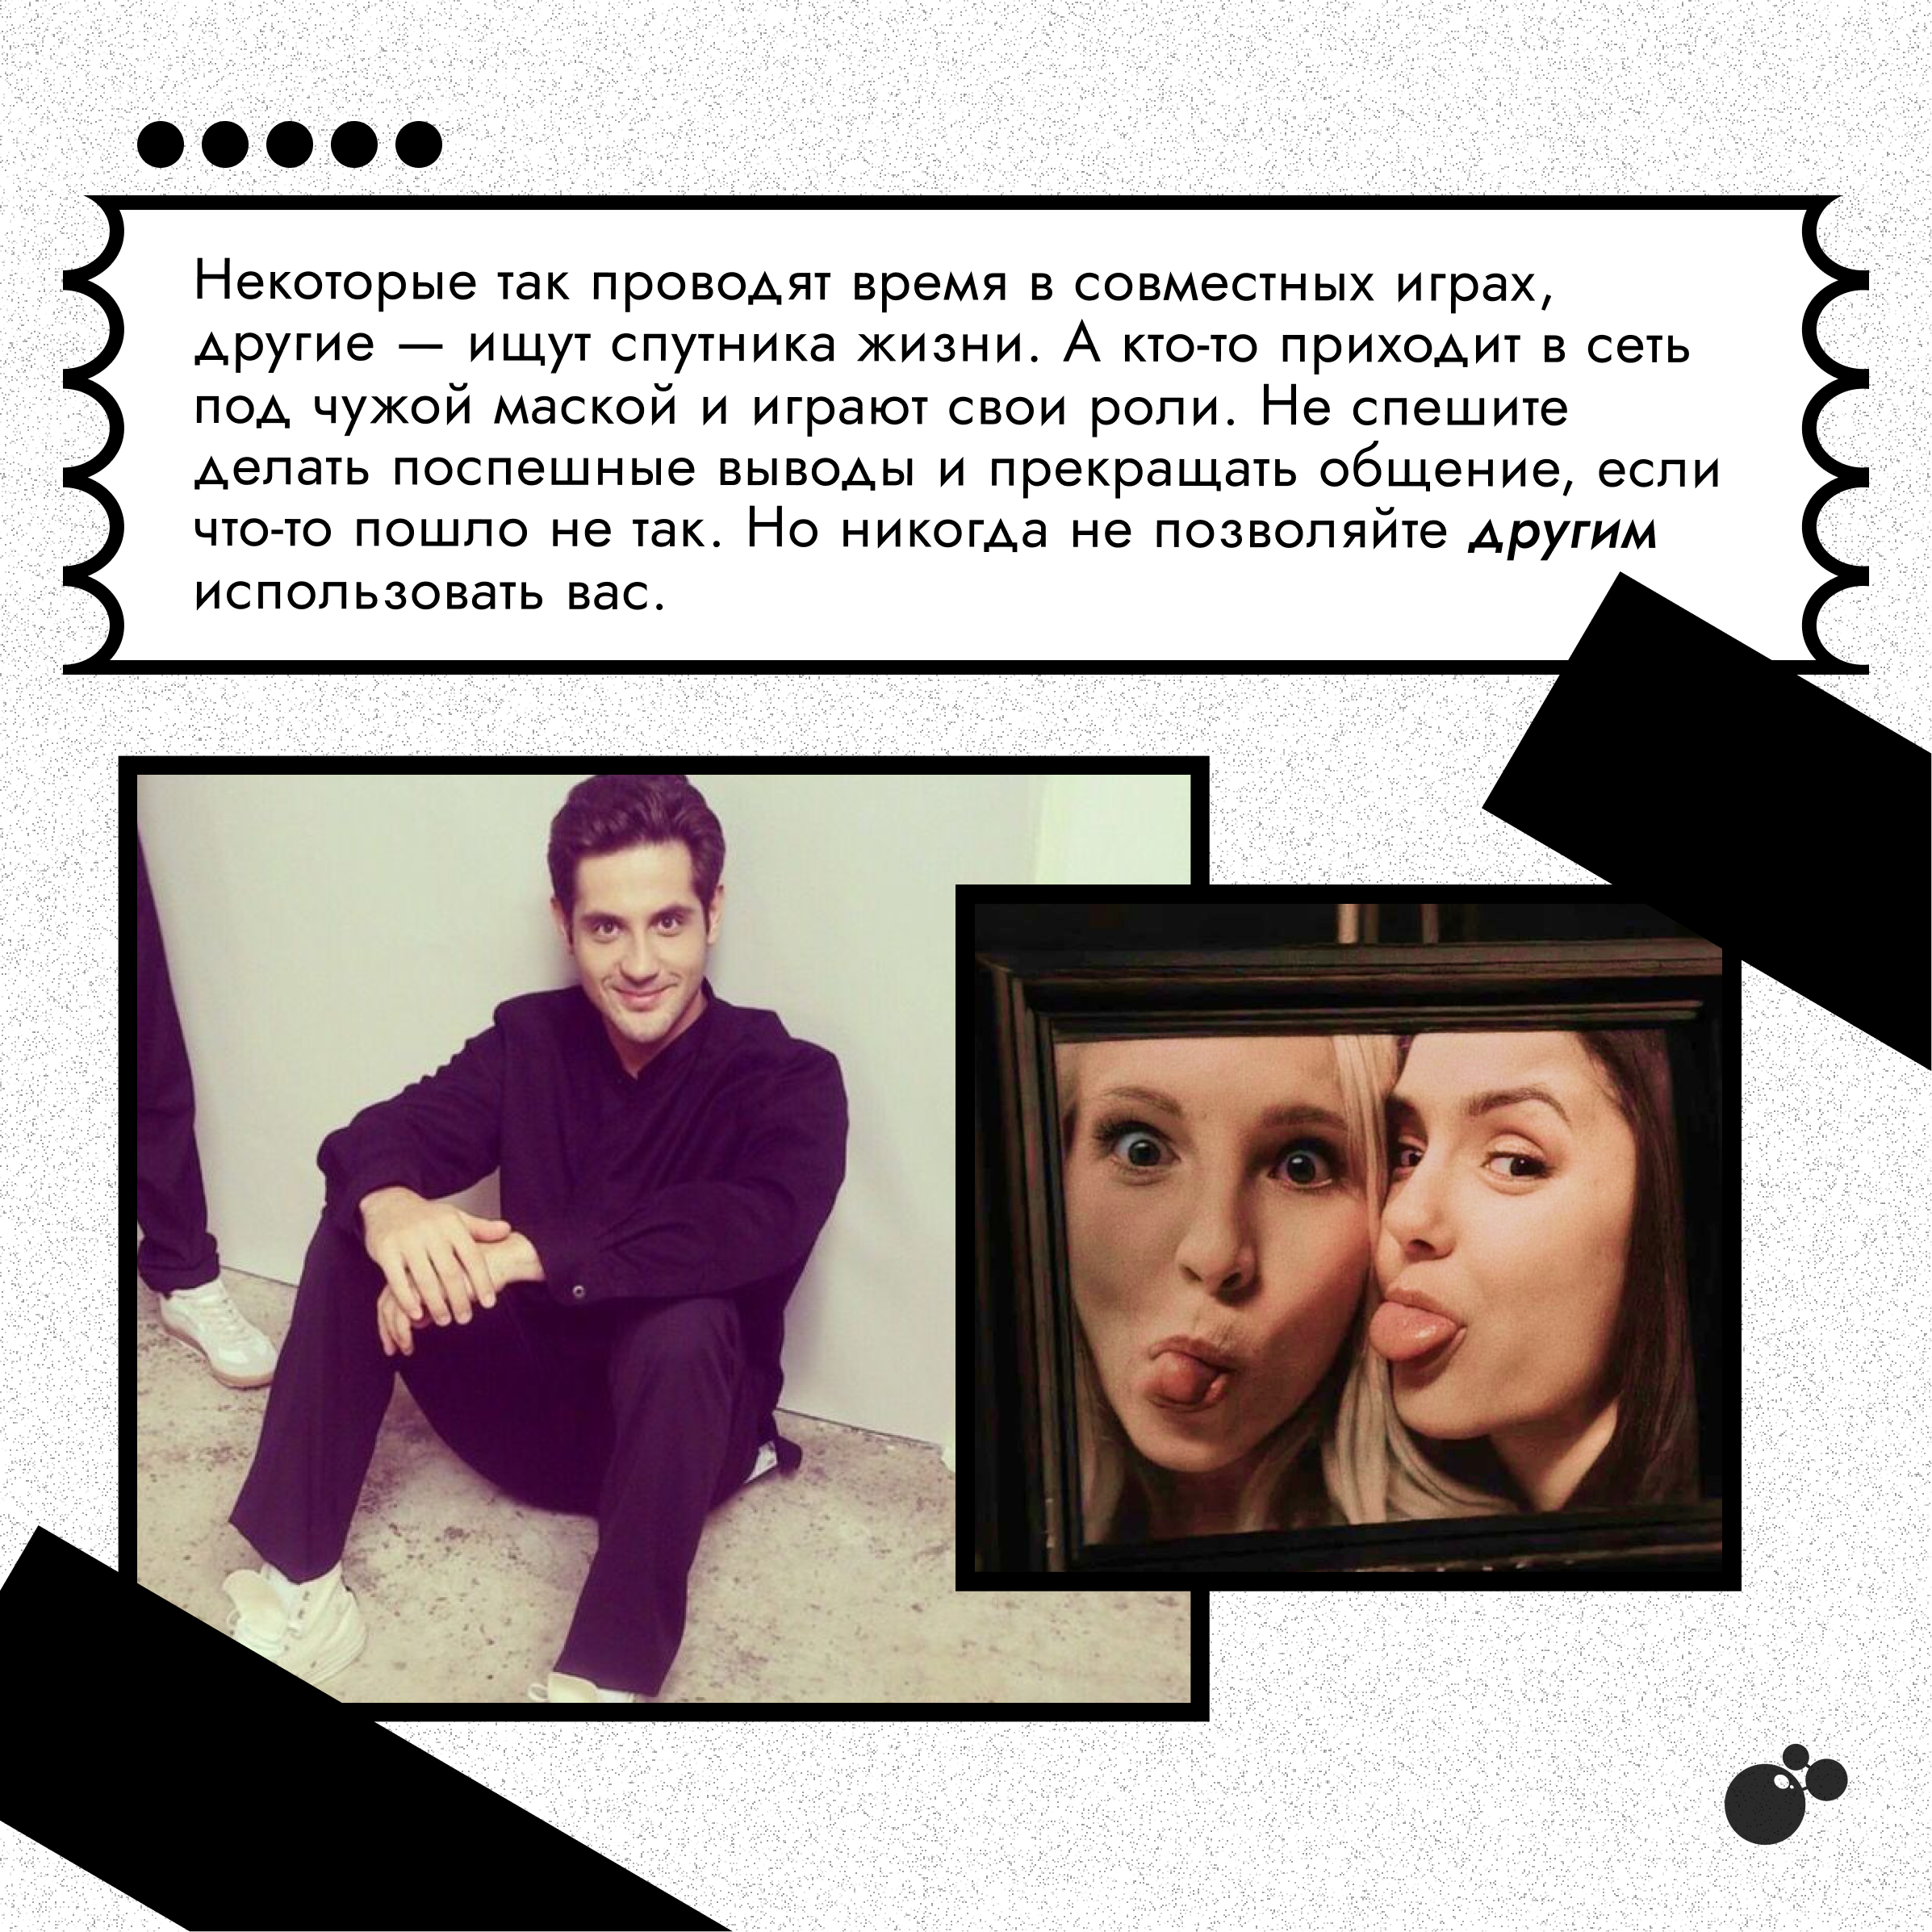 Некоторые так проводят время в совместных играх,
другие — ищут спутника жизни. А кто-то приходит в сеть
под чужой маской и играют свои роли. Не спешите
делать поспешные выводы и прекращать общение, если
что-то пошло не так. Но никогда не позволяйте другим
использовать вас.